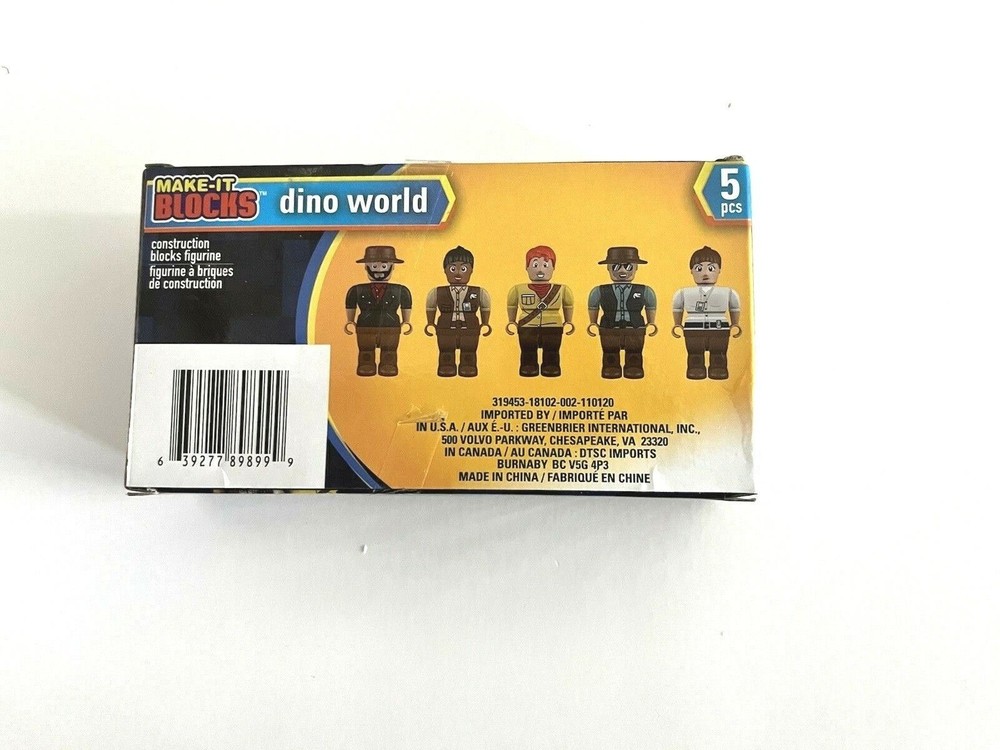 MAKE-IT
BLOCKS™ dino world
5
pcs
construction
blocks figurine
figurine à briques
de construction
6 39277 89899 9
319453-18102-002-110120
IMPORTED BY / IMPORTÉ PAR
IN U.S.A. / AUX É.-U. : GREENBRIER INTERNATIONAL, INC.,
500 VOLVO PARKWAY, CHESAPEAKE, VA 23320
IN CANADA / AU CANADA : DTSC IMPORTS
BURNABY BC V5G 4P3
MADE IN CHINA / FABRIQUÉ EN CHINE